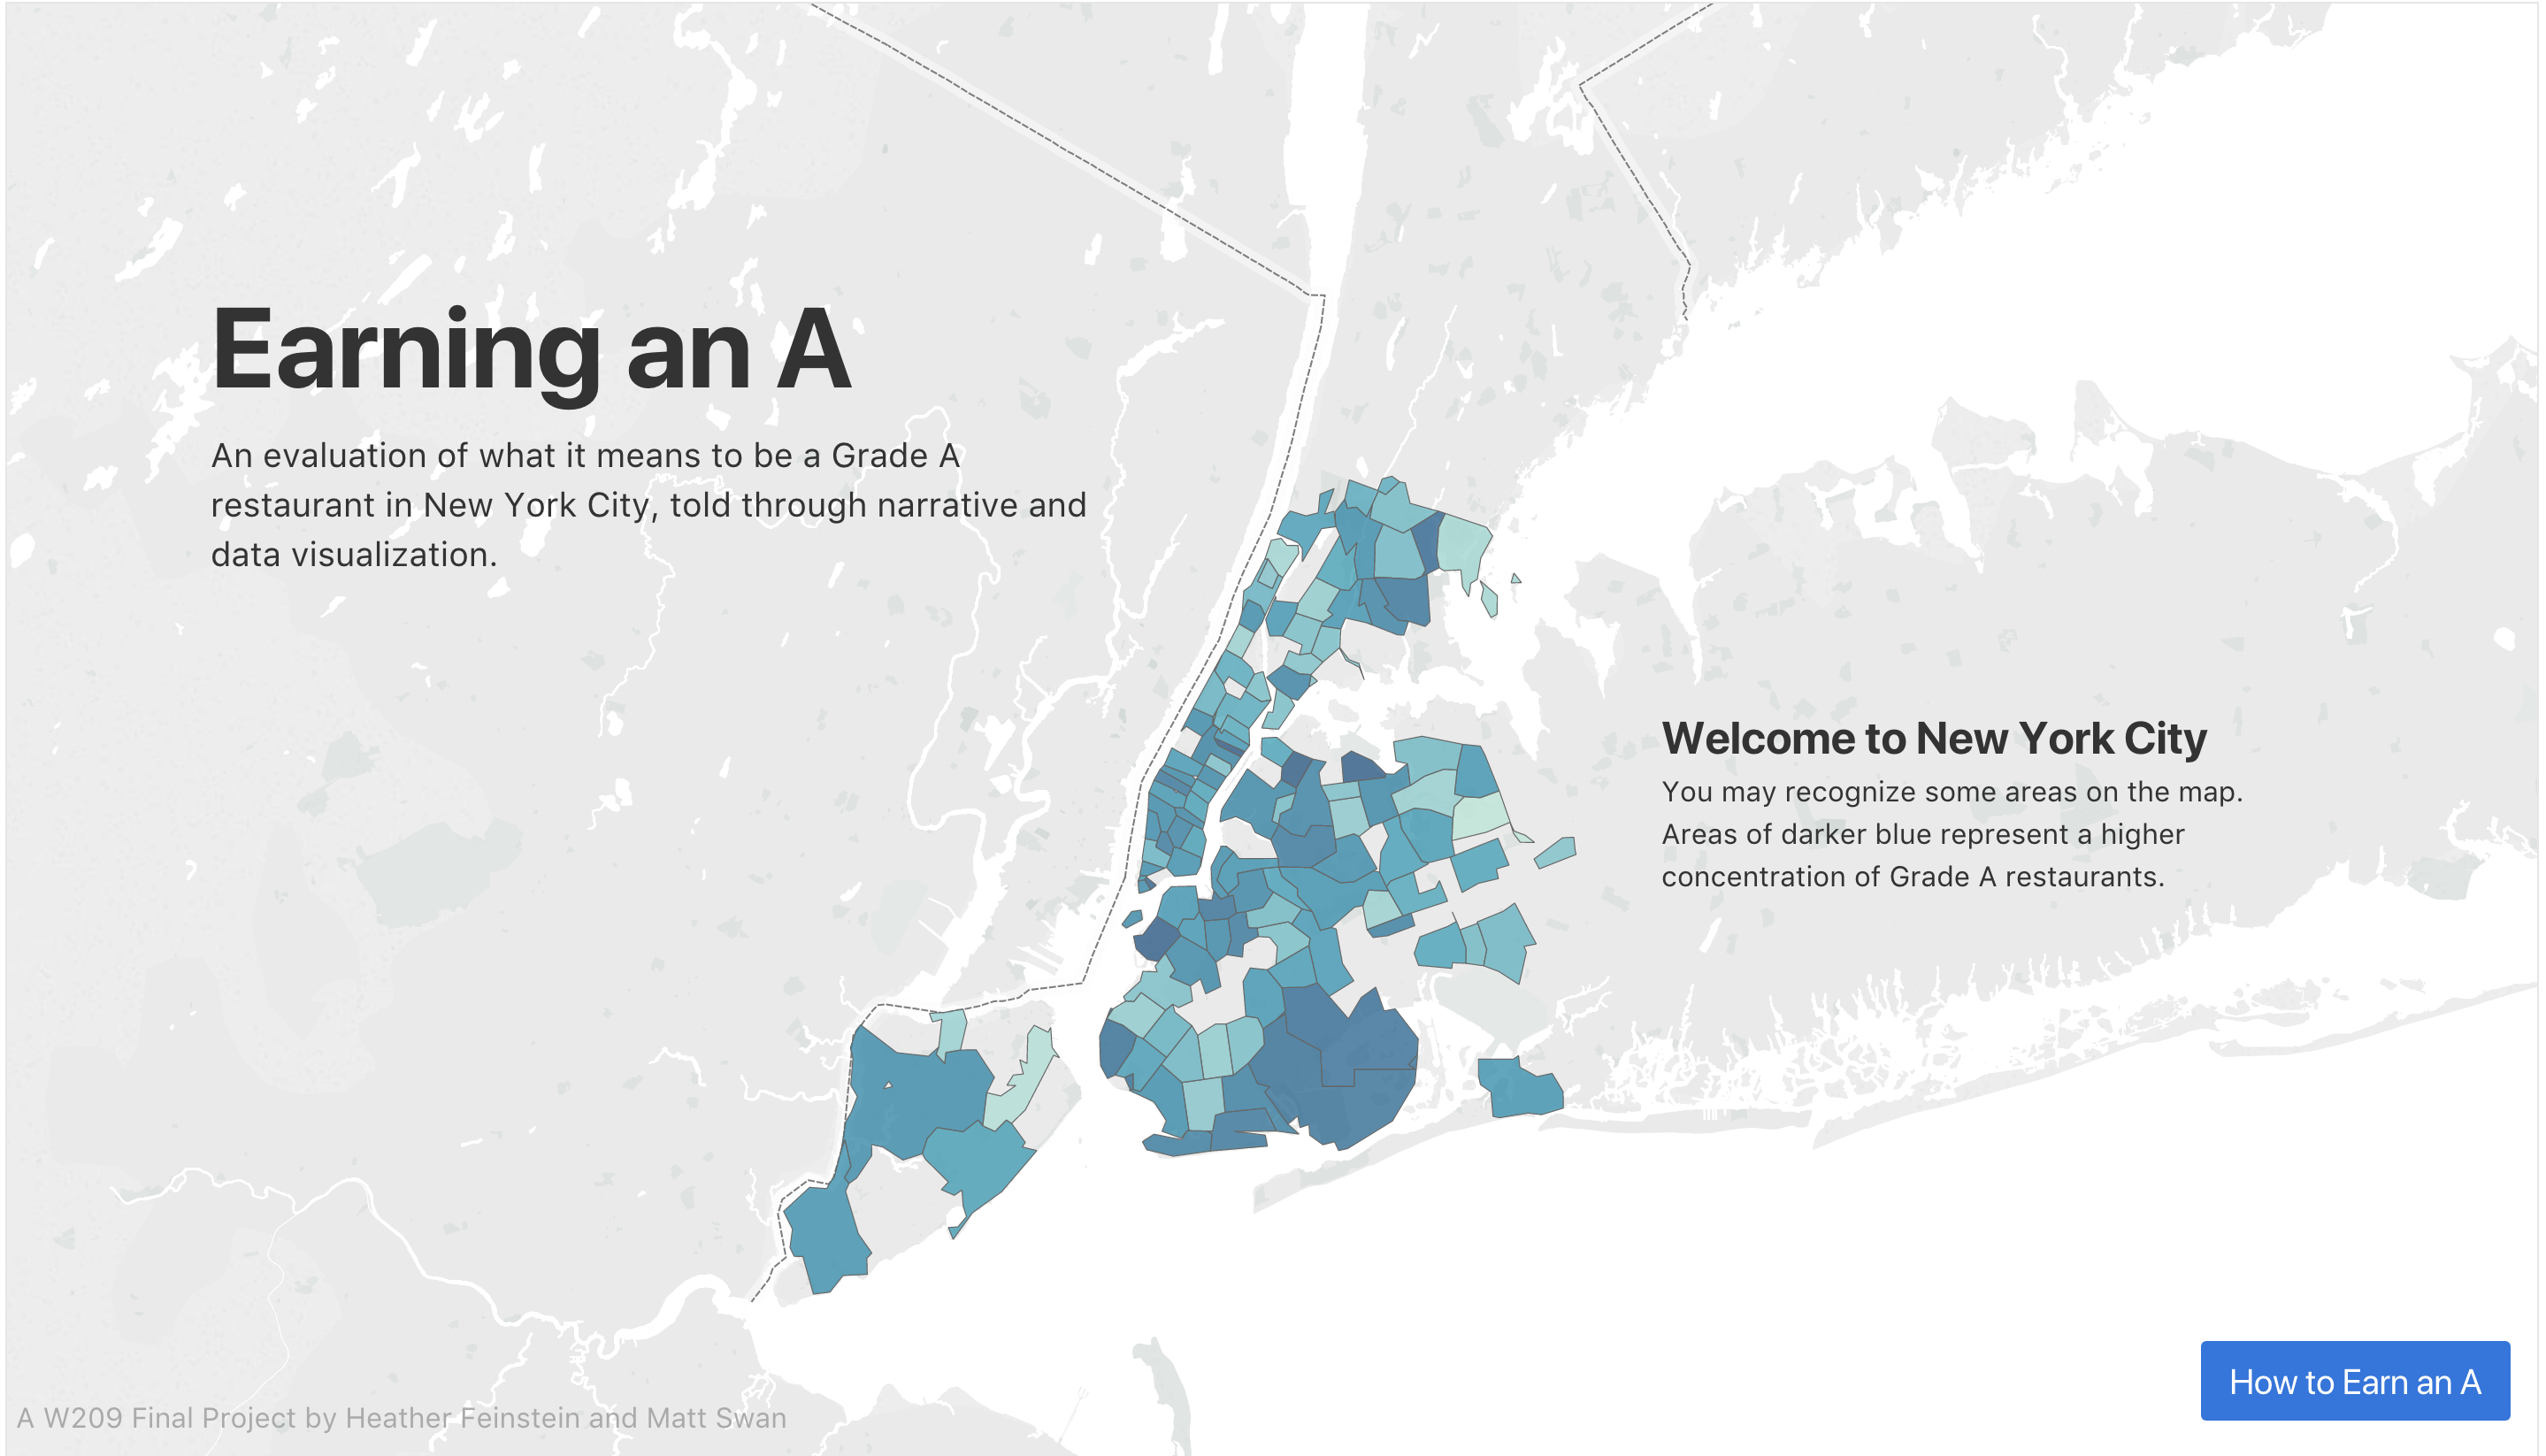 Earning an A
An evaluation of what it means to be a Grade A
restaurant in New York City, told through narrative and
data visualization.
Welcome to New York City
You may recognize some areas on the map.
Areas of darker blue represent a higher
concentration of Grade A restaurants.
How to Earn an A
A W209 Final Project by Heather Feinstein and Matt Swan